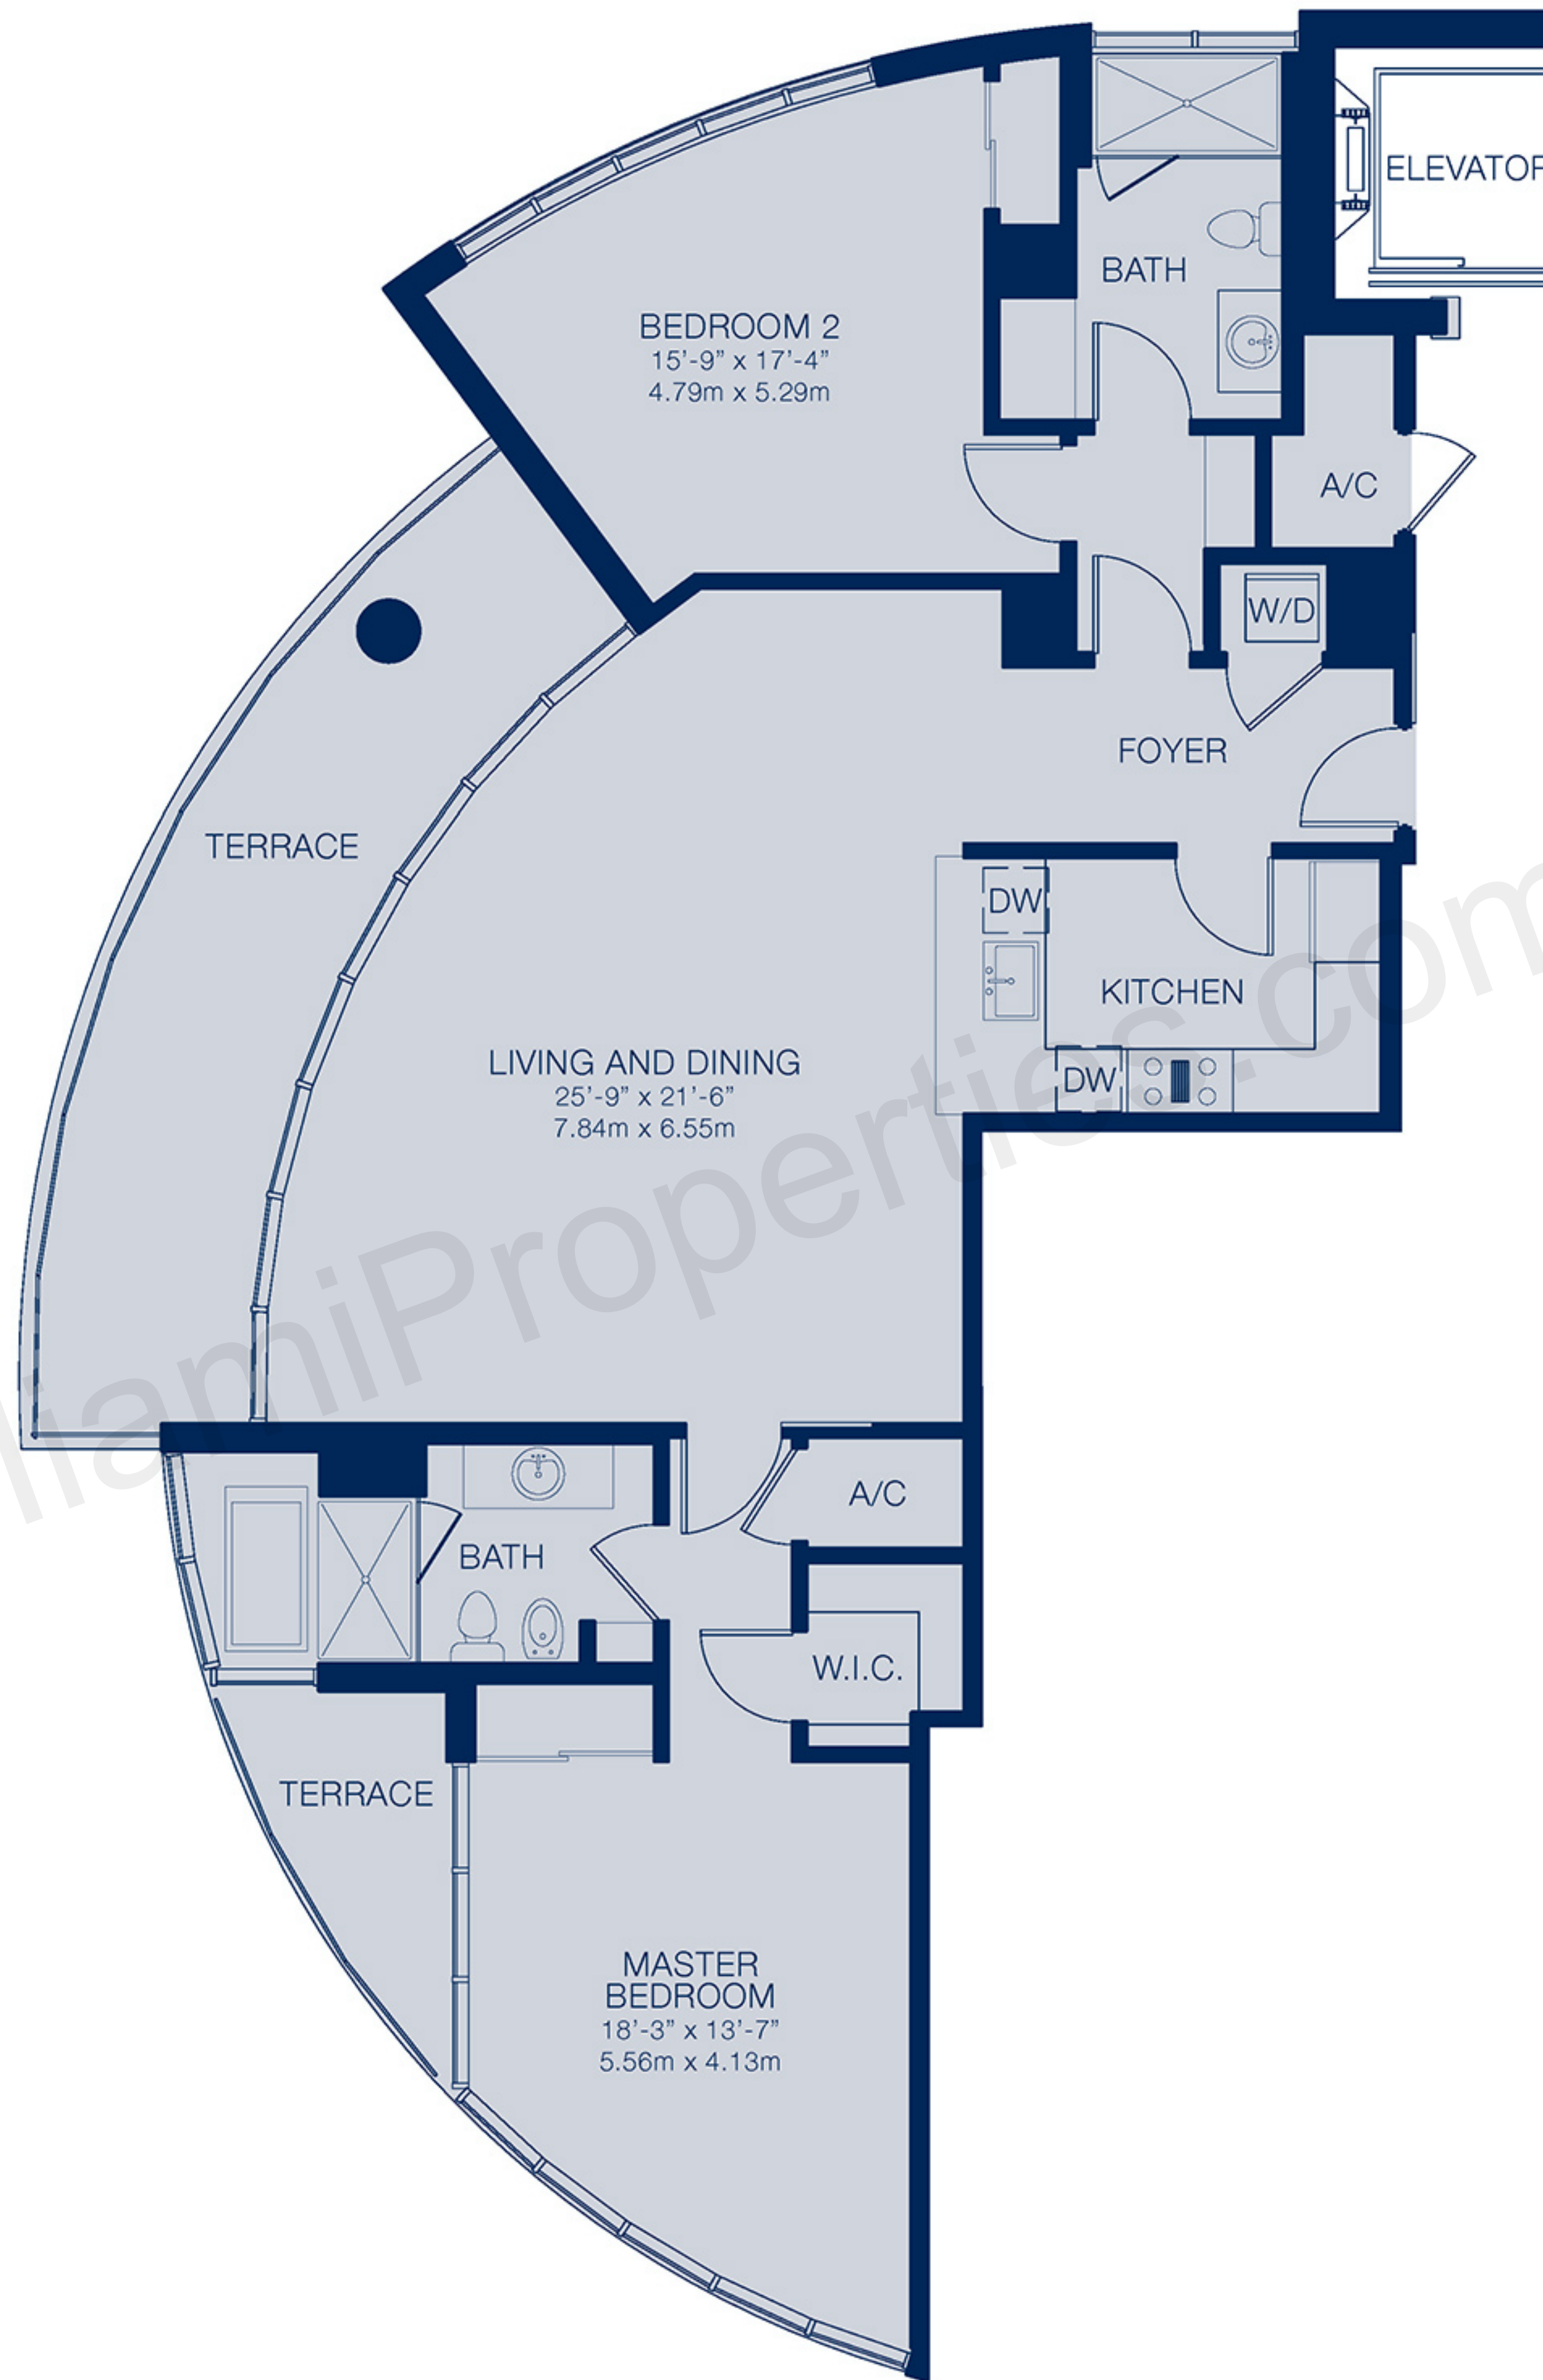 ELEVATOR
BATH
BEDROOM 2
15'-9" x 17'-4"
4.79m x 5.29m
A/C
W/D
FOYER
TERRACE
DW
KITCHEN
LIVING AND DINING
25'-9" x 21'-6"
7.84m x 6.55m
DW
liamiProperties.com
A/C
BATH
W.I.C.
TERRACE
MASTER
BEDROOM
18'-3" x 13'-7"
5.56m x 4.13m